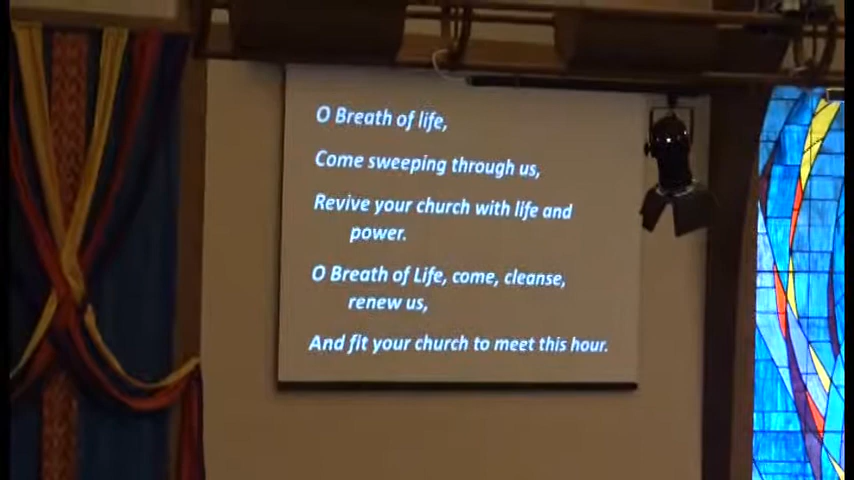 O Breath of life,
Come sweeping through us,
Revive your church with life and
power.
O Breath of Life, come, cleanse,
renew us,
And fit your church to meet this hour.